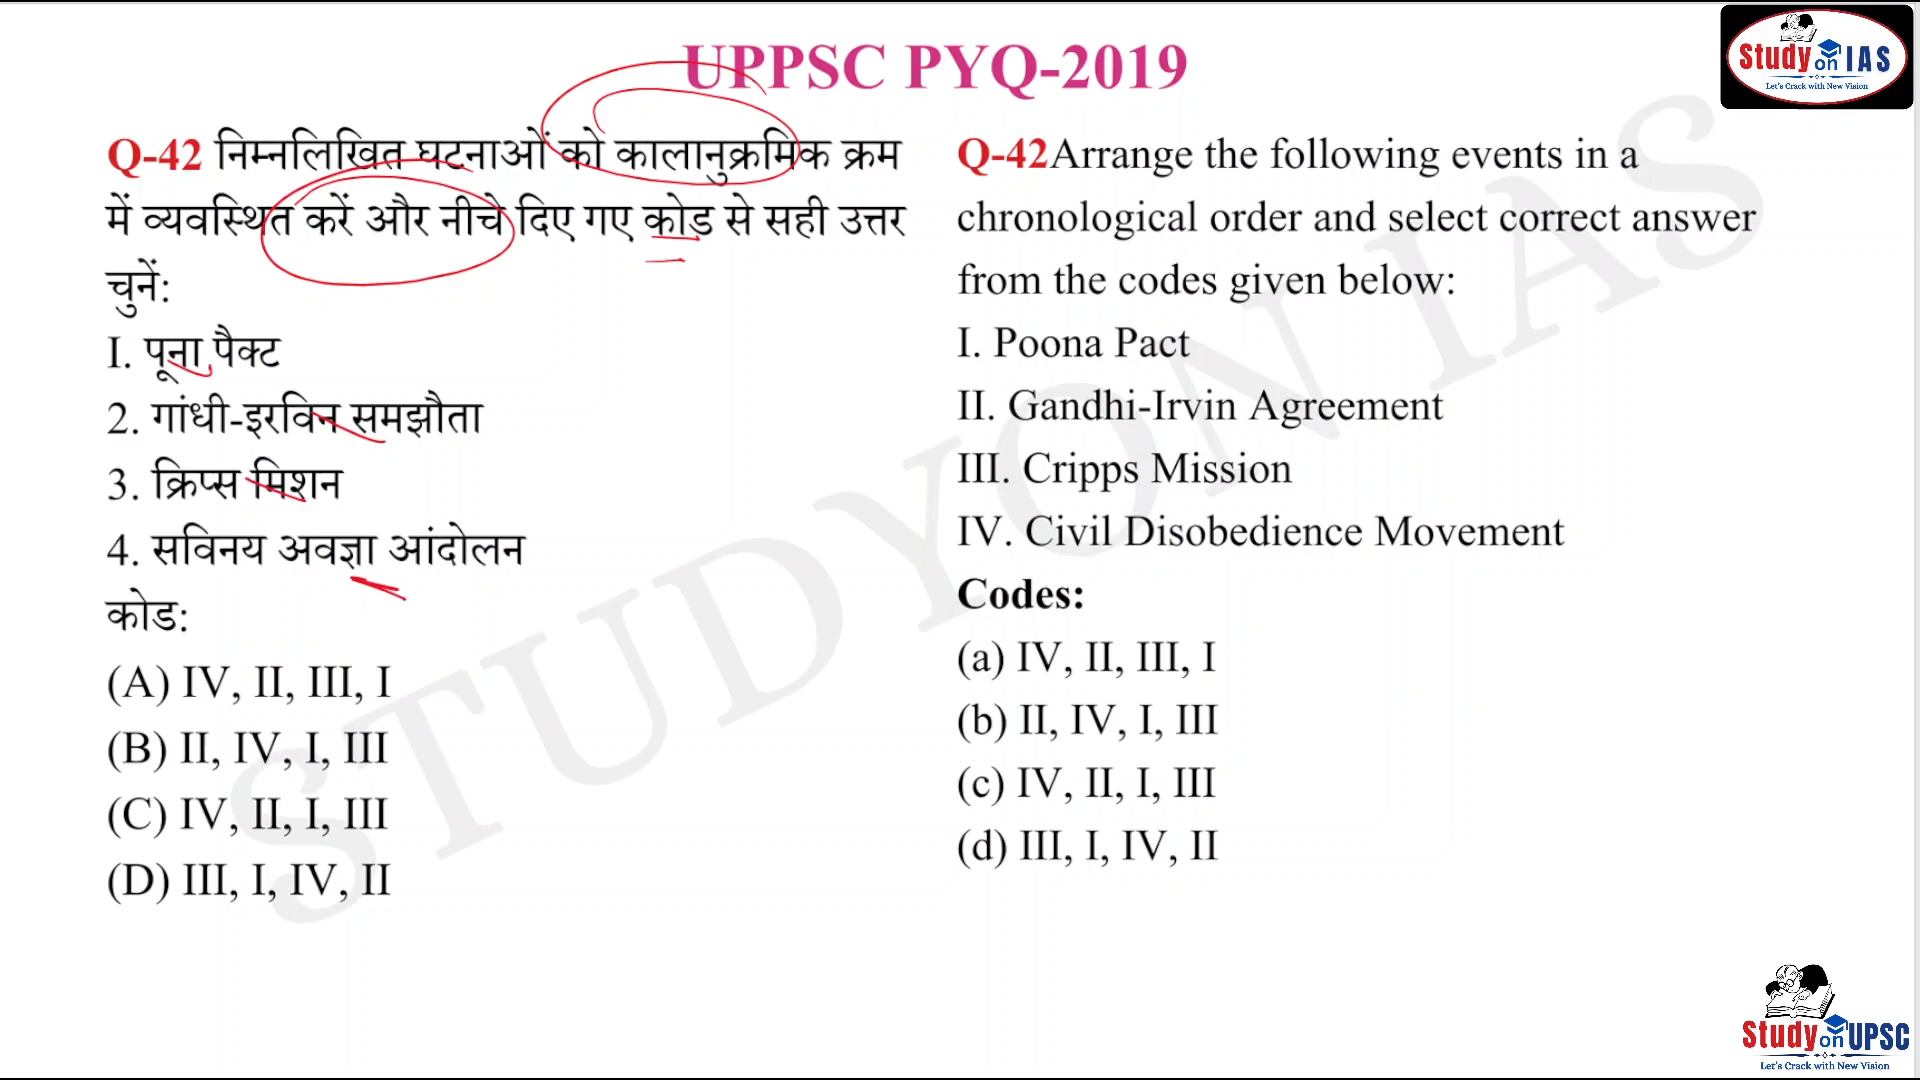 UPPSC PYQ-2019
Study on IAS
Let's Crack with New Vision
Q-42 निम्नलिखित घटनाओं को कालानुक्रमिक क्रम
में व्यवस्थित करें और नीचे दिए गए कोड से सही उत्तर
चुनें:
I. पूना पैक्ट
2. गांधी-इरविन समझौता
3. क्रिप्स मिशन
4. सविनय अवज्ञा आंदोलन
कोड:
(A) IV, II, III, I
(B) II, IV, I, III
(C) IV, II, I, III
(D) III, I, IV, II
Q-42Arrange the following events in a
chronological order and select correct answer
from the codes given below:
I. Poona Pact
II. Gandhi-Irvin Agreement
III. Cripps Mission
IV. Civil Disobedience Movement
Codes:
(a) IV, II, III, I
(b) II, IV, I, III
(c) IV, II, I, III
(d) III, I, IV, II
STUDY ON IAS
Study on UPSC
Let's Crack with New Vision